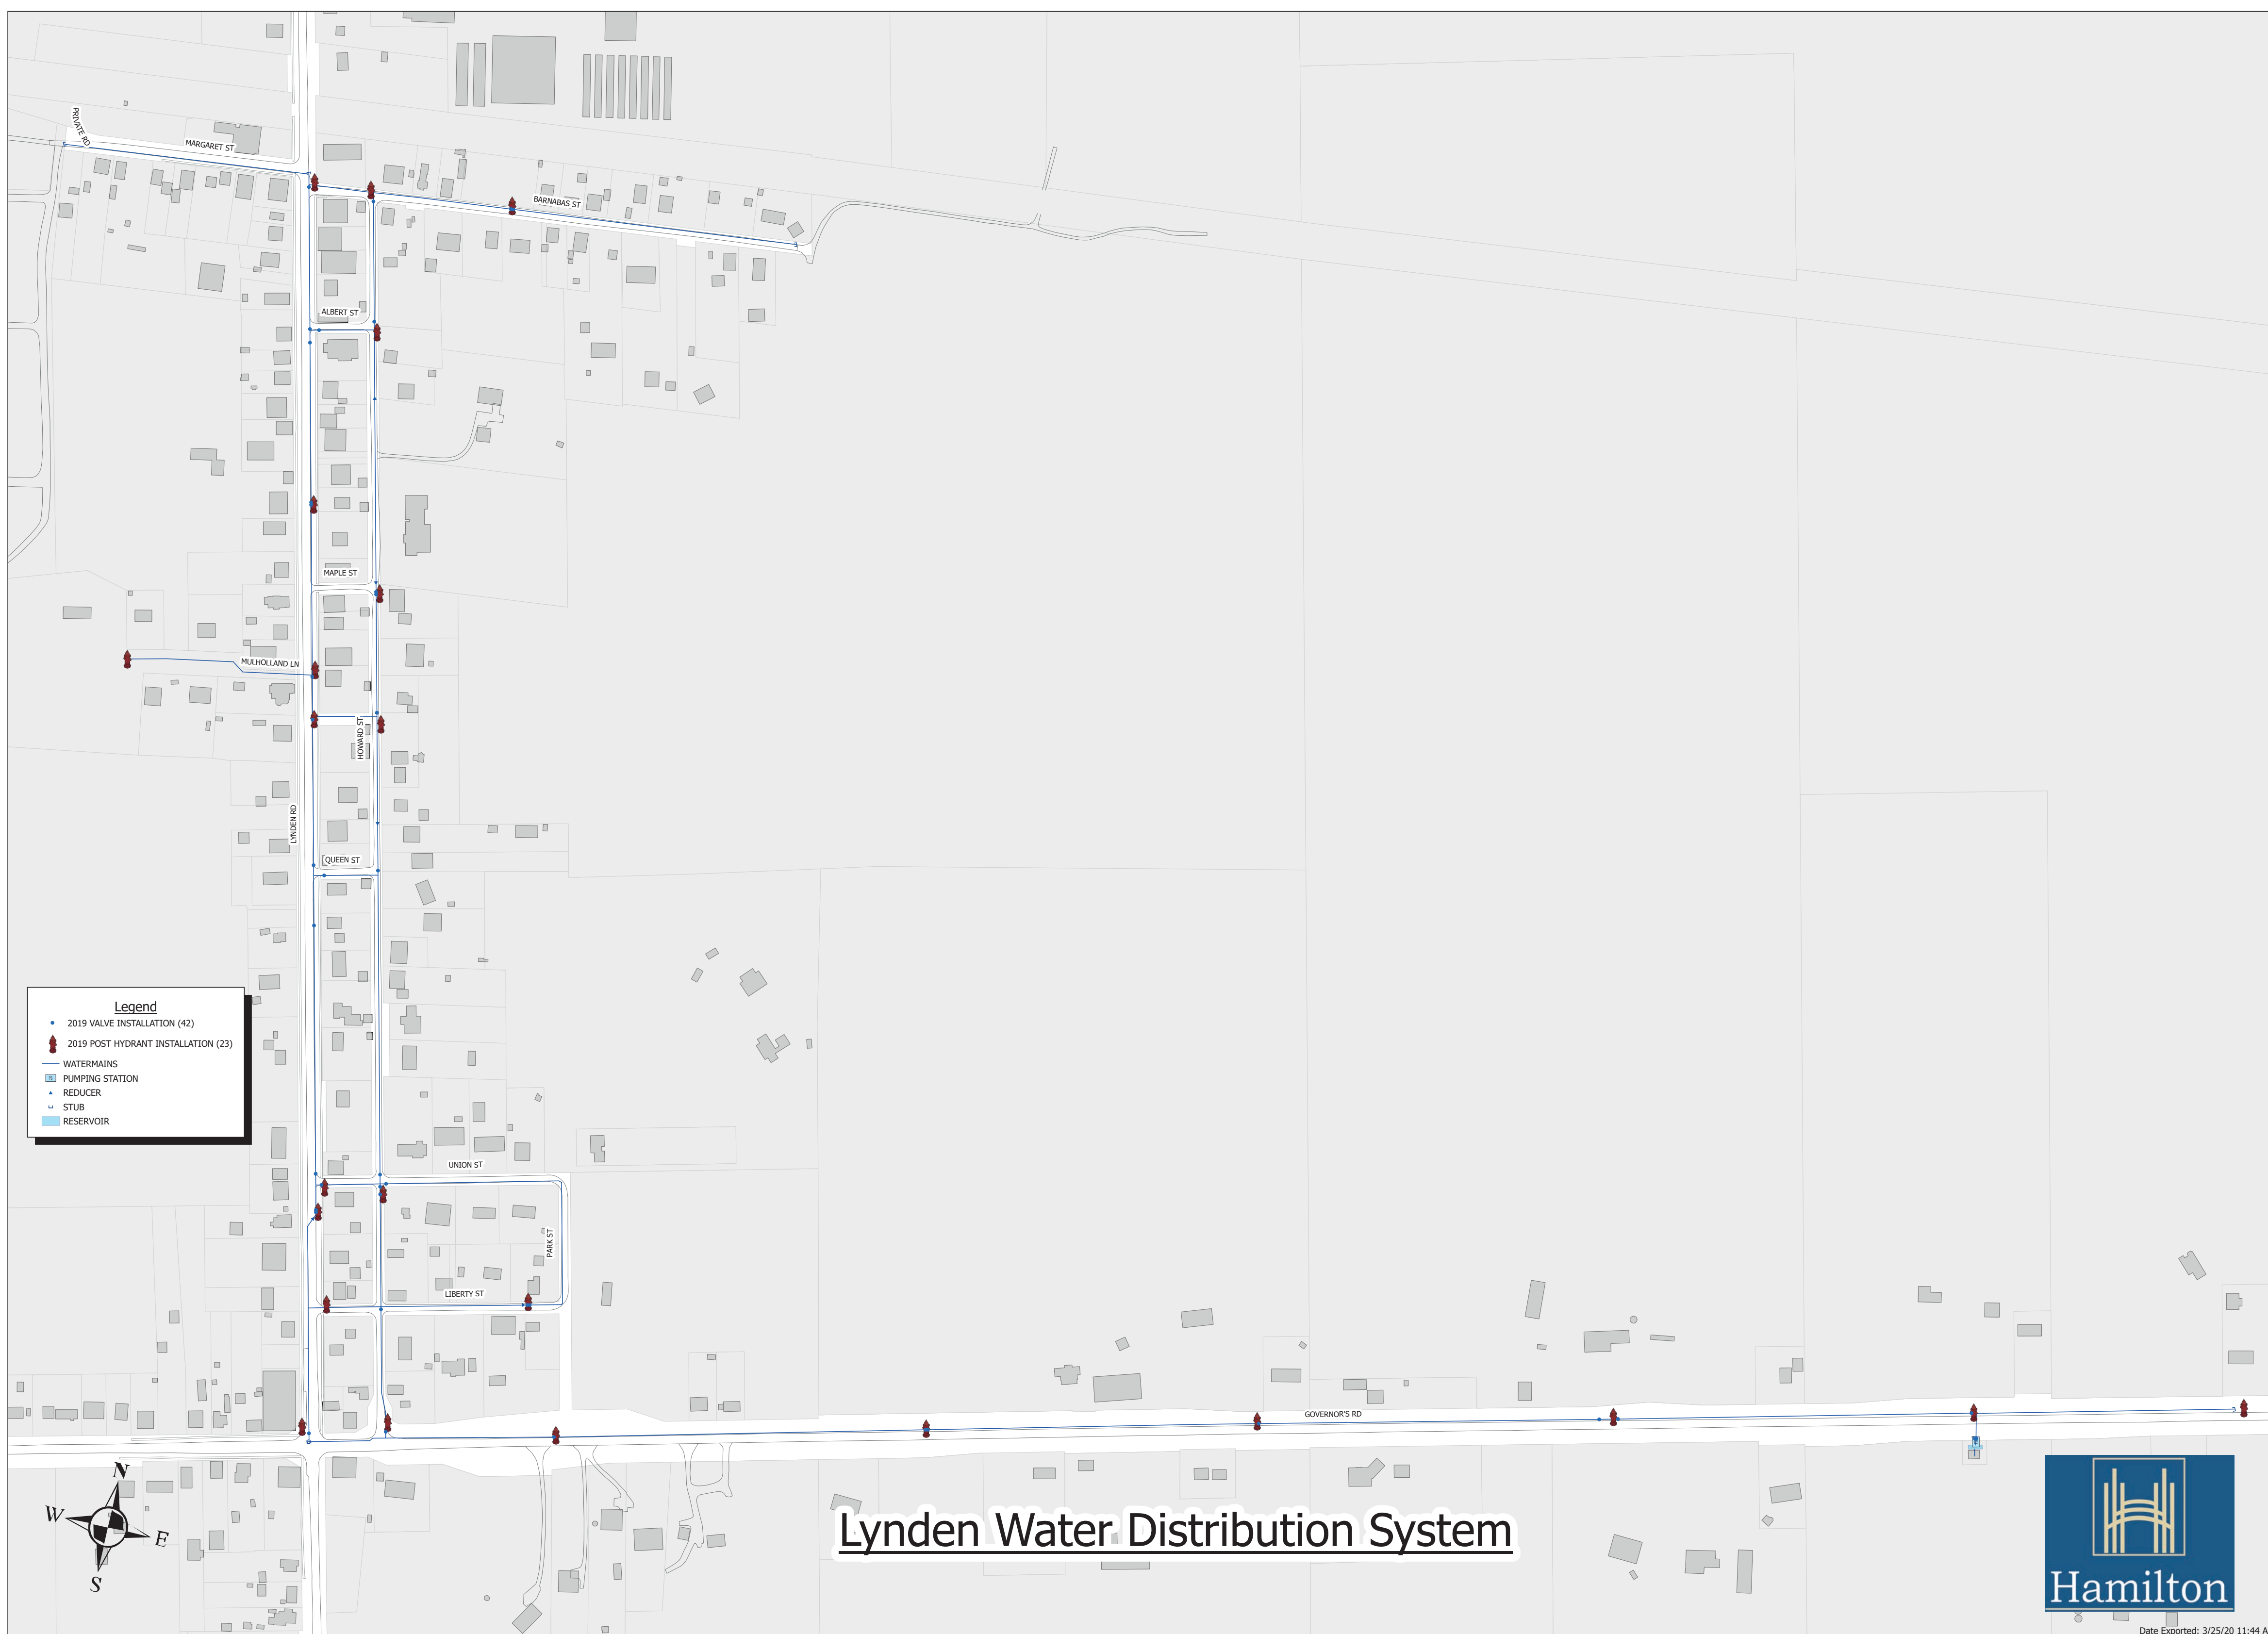 PRIVATE RD
MARGARET ST
BARNABAS ST
ALBERT ST
MAPLE ST
MULHOLLAND LN
HOWARD ST
LYNDEN RD
QUEEN ST
Legend
2019 VALVE INSTALLATION (42)
2019 POST HYDRANT INSTALLATION (23)
WATERMAINS
PUMPING STATION
REDUCER
STUB
RESERVOIR
UNION ST
PARK ST
LIBERTY ST
GOVERNOR'S RD
N
W
E
S
Lynden Water Distribution System
Hamilton
Date Exported: 3/25/20 11:44 A